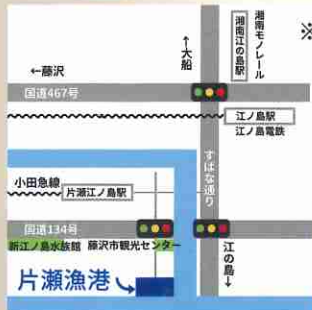 ※
湘南モノレール
湘南江の島駅
↑大船
←藤沢
国道467号
江ノ島駅
江ノ島電鉄
すばな通り
小田急線
片瀬江ノ島駅
国道134号
新江ノ島水族館
藤沢市観光センター
江の島→
片瀬漁港